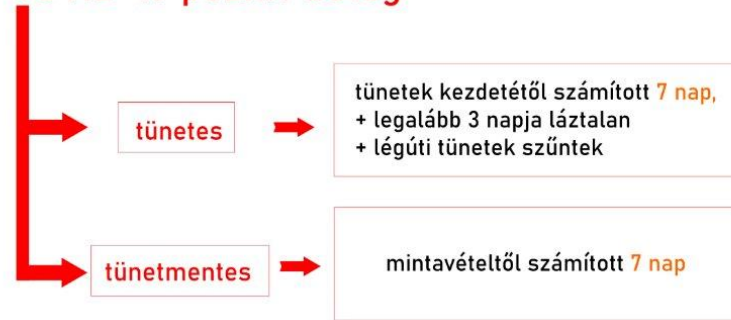 tünetes
tünetek kezdetétől számított 7 nap,
+ legalább 3 napja láztalan
+ légúti tünetek szűntek
tünetmentes
mintavételtől számított 7 nap